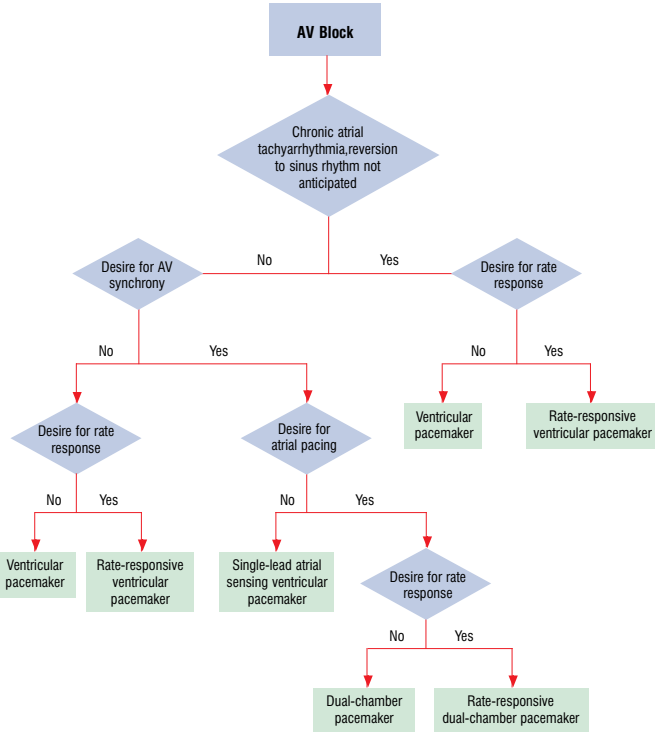 AV Block
Chronic atrial
tachyarrhythmia,reversion
to sinus rhythm not
anticipated
No
Yes
Desire for AV
synchrony
Desire for rate
response
No
Yes
No
Yes
Desire for rate
response
Desire for
atrial pacing
Ventricular
pacemaker
Rate-responsive
ventricular pacemaker
No
Yes
No
Yes
Ventricular
pacemaker
Rate-responsive
ventricular
pacemaker
Single-lead atrial
sensing ventricular
pacemaker
Desire for rate
response
No
Yes
Dual-chamber
pacemaker
Rate-responsive
dual-chamber pacemaker